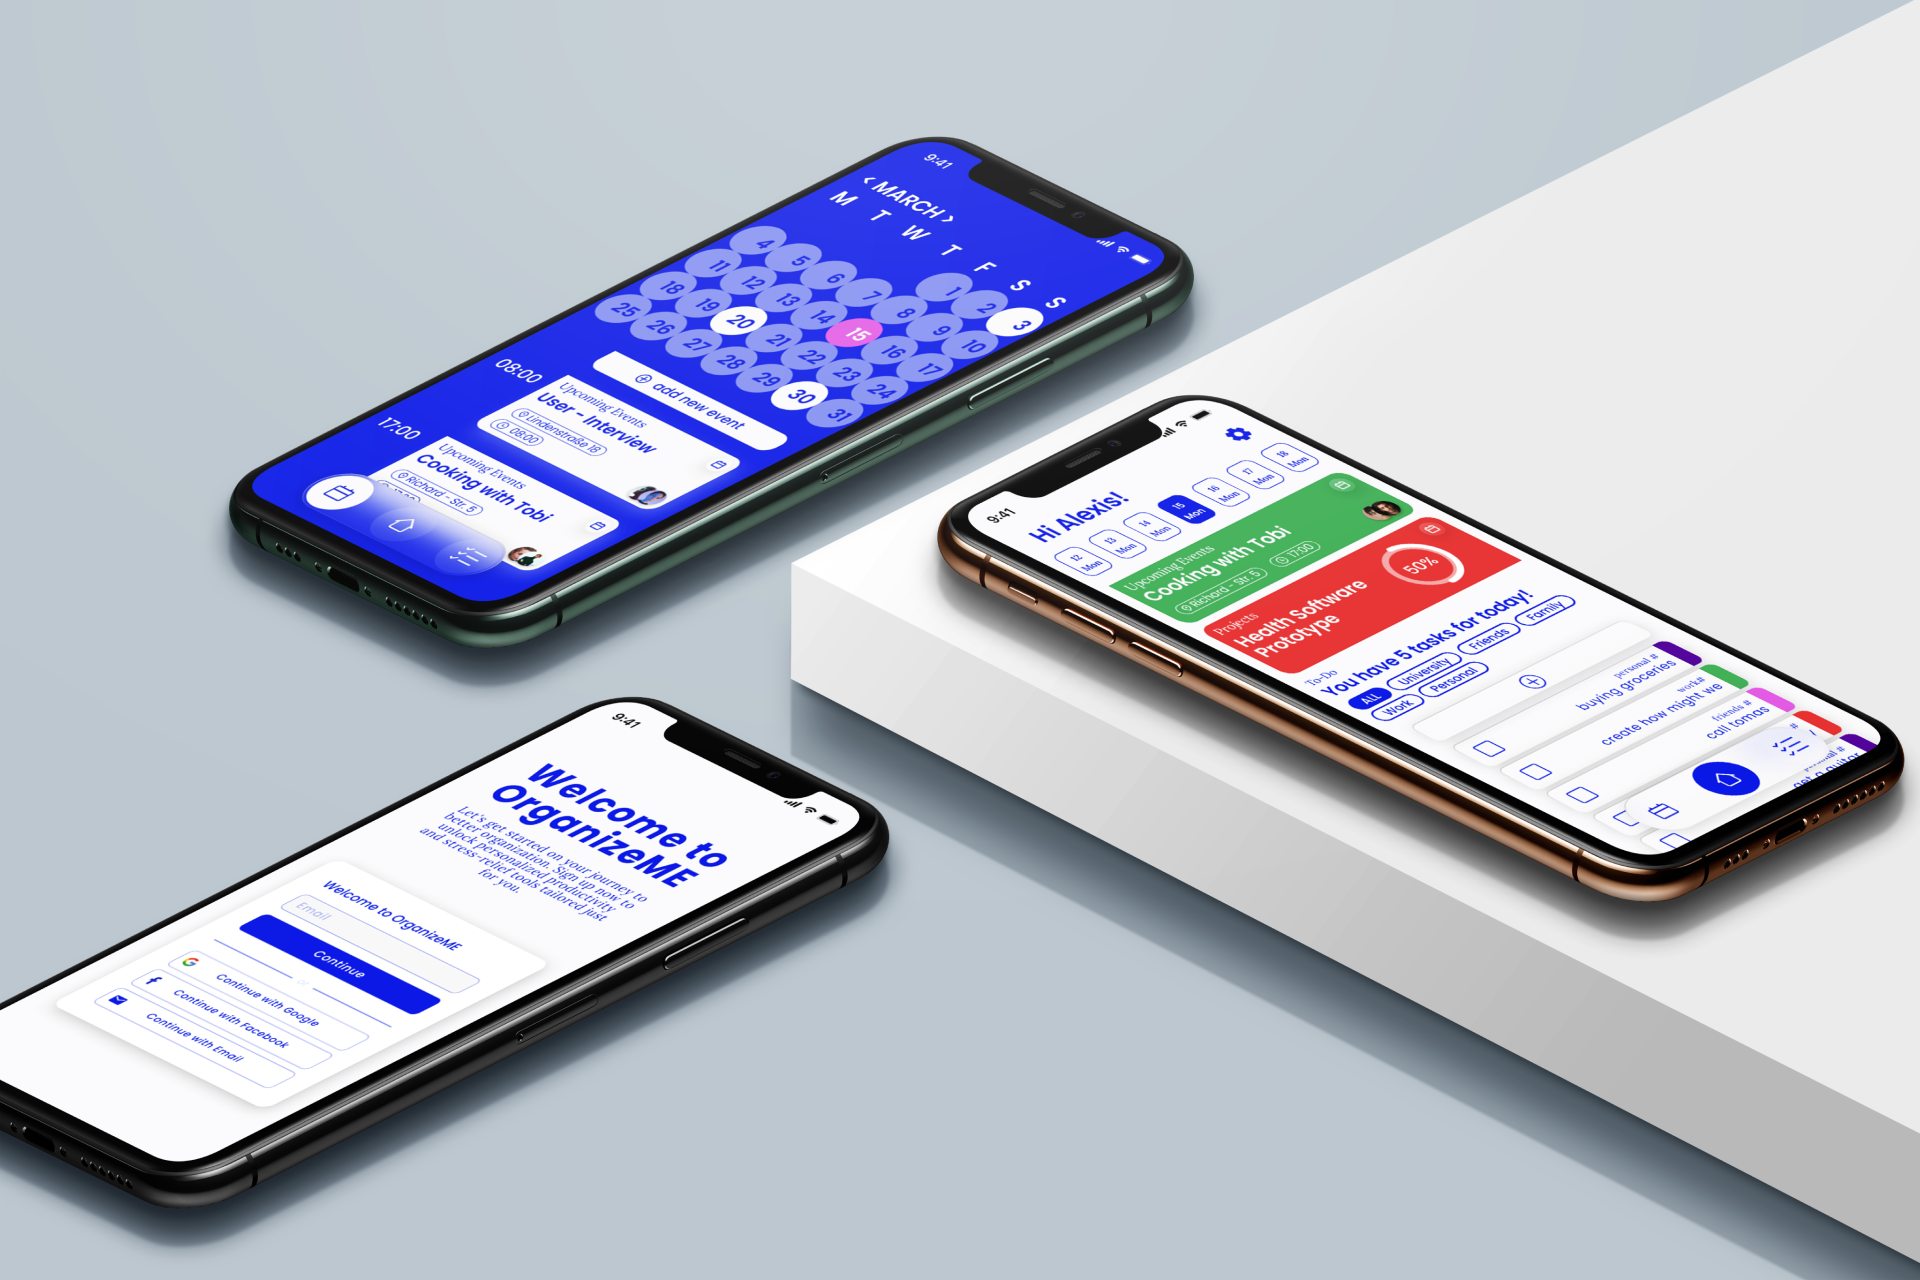 9:41
‹ MARCH ›
M T W T F S S
1 2 3
4 5 6 7 8 9 10
11 12 13 14 15 16 17
18 19 20 21 22 23 24
25 26 27 28 29 30 31
add new event
08:00
Upcoming Events
User - Interview
Lindenstraße 18
08:00
17:00
Upcoming Events
Cooking with Tobi
Richard - Str. 5
9:41
Hi Alexis!
12 13 14 15 16 17 18
Mon Mon Mon Mon Mon Mon Mon
Upcoming Events
Cooking with Tobi
Richard - Str. 5 17:00
Projects
Health Software
Prototype
50%
To-Do
You have 5 tasks for today!
ALL University Friends Family
Work Personal
personal #
buying groceries
work#
create how might we
friends #
call tomas
#
9:41
Welcome to
OrganizeME
Let's get started on your journey to
better organization. Sign up now to
unlock personalized productivity
and stress-relief tools tailored just
for you.
Welcome to OrganizeME
Email
Continue
or
Continue with Google
Continue with Facebook
Continue with Email